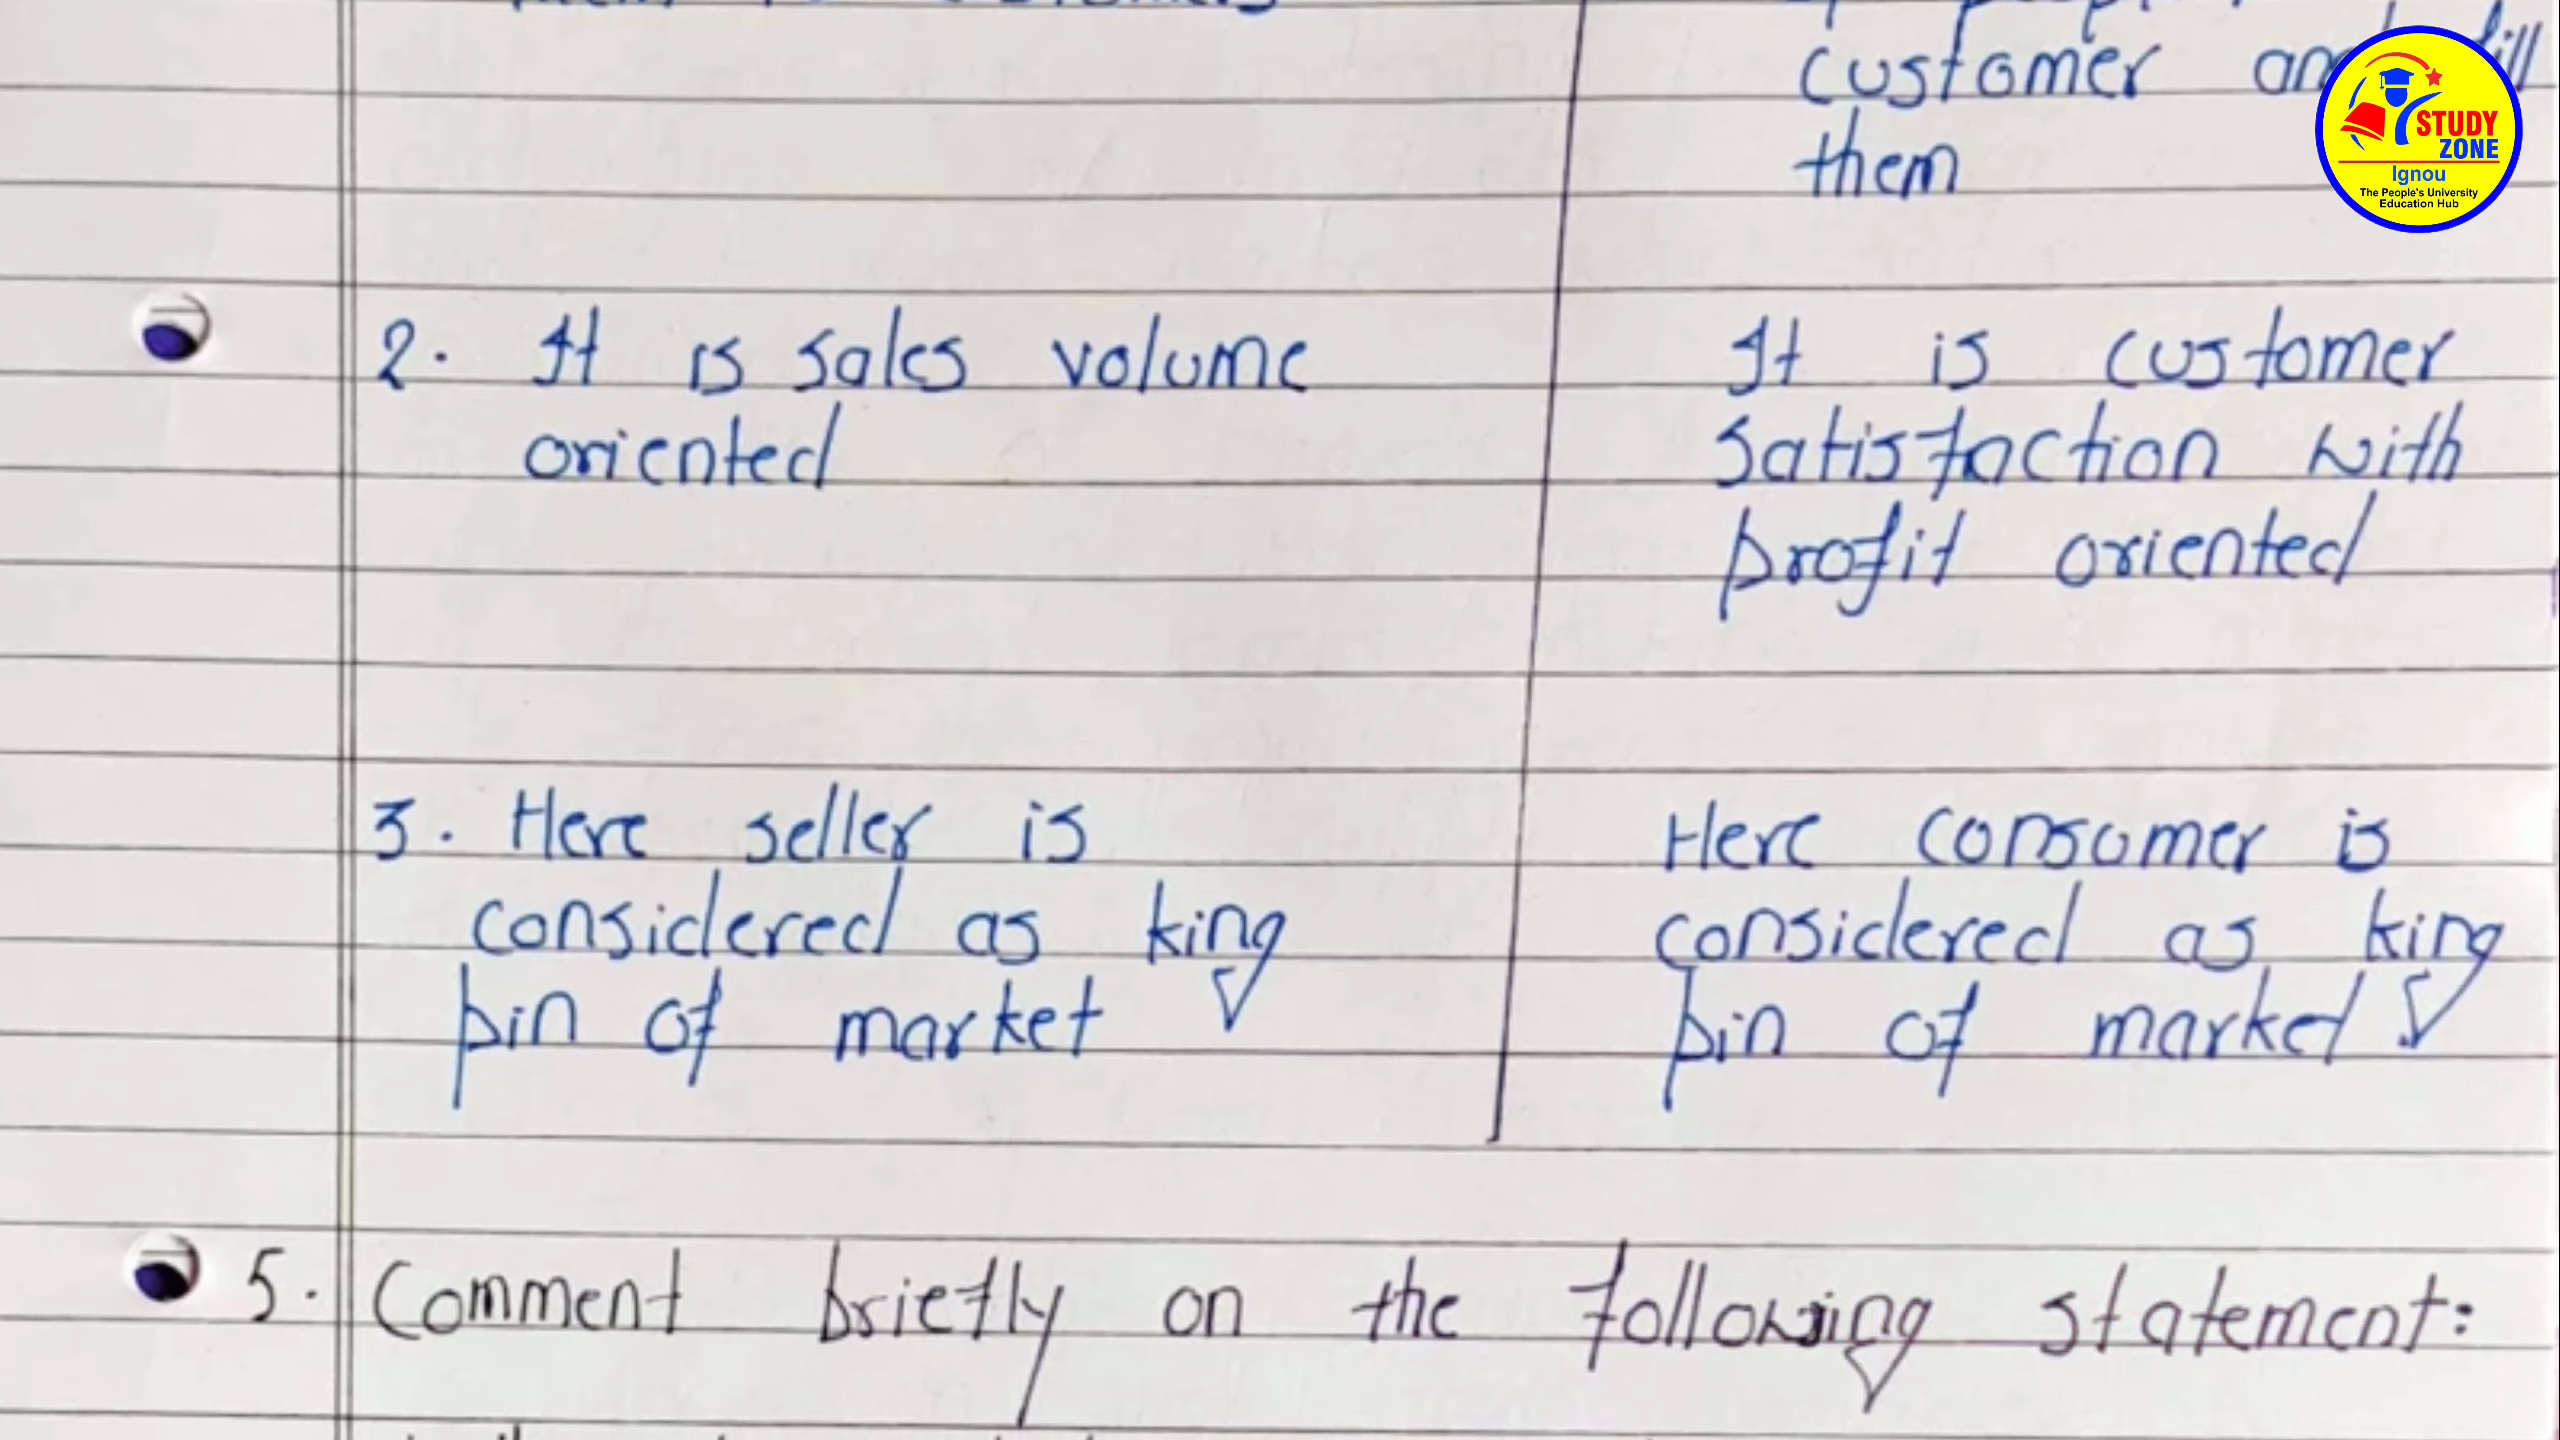 customer and
them
STUDY
ZONE
Ignou
The People's University
Education Hub
2. It is sales volume
oriented
It is customer
satisfaction with
profit oriented
3. Here seller is
considered as king
pin of market
Here consumer is
considered as king
pin of market
5. Comment briefly on the following statement: